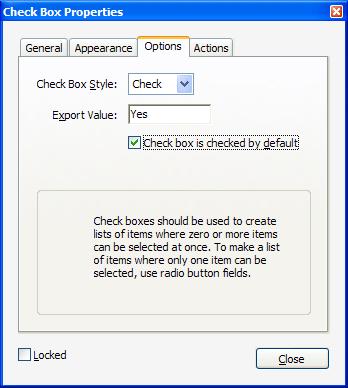 Check Box Properties
General Appearance Options Actions
Check Box Style: Check
Export Value: Yes
Check box is checked by default
Check boxes should be used to create
lists of items where zero or more items
can be selected at once. To make a list
of items where only one item can be
selected, use radio button fields.
Locked Close